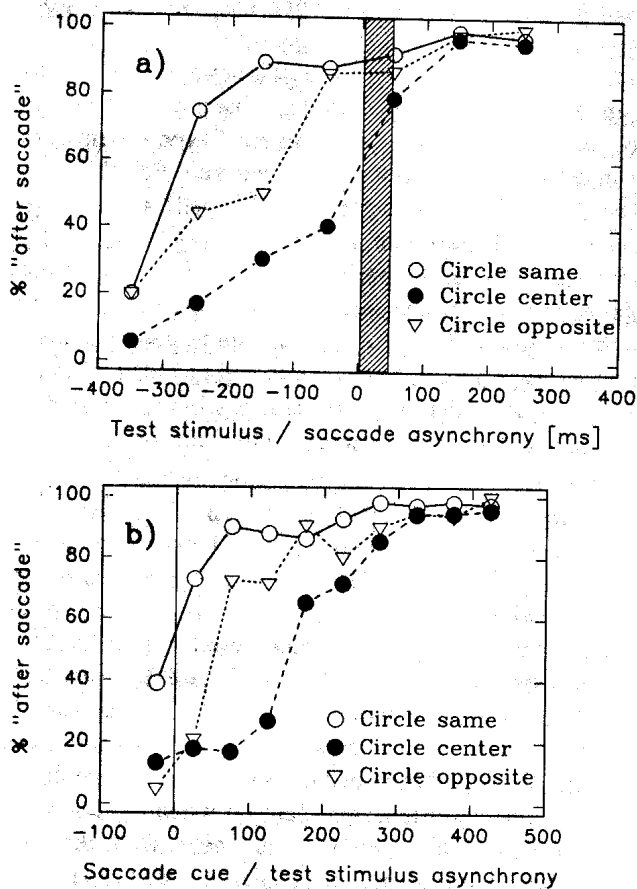 100
80
60
40
20
0
% "after saccade"
a)
Circle same
Circle center
Circle opposite
-400 -300 -200 -100 0 100 200 300 400
Test stimulus / saccade asynchrony [ms]
100
80
60
40
20
0
% "after saccade"
b)
Circle same
Circle center
Circle opposite
-100 0 100 200 300 400 500
Saccade cue / test stimulus asynchrony